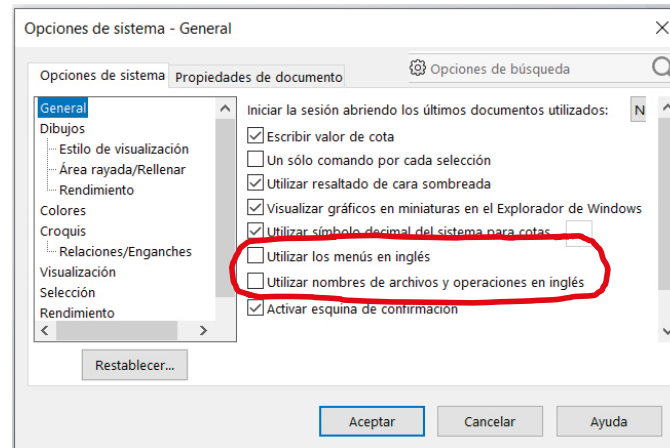 Opciones de sistema - General
Opciones de sistema
Propiedades de documento
Opciones de búsqueda
General
Dibujos
Estilo de visualización
Área rayada/Rellenar
Rendimiento
Colores
Croquis
Relaciones/Enganches
Visualización
Selección
Rendimiento
Restablecer...
Iniciar la sesión abriendo los últimos documentos utilizados: N
Escribir valor de cota
Un sólo comando por cada selección
Utilizar resaltado de cara sombreada
Visualizar gráficos en miniaturas en el Explorador de Windows
Utilizar símbolo decimal del sistema para cotas
Utilizar los menús en inglés
Utilizar nombres de archivos y operaciones en inglés
Activar esquina de confirmación
Aceptar
Cancelar
Ayuda